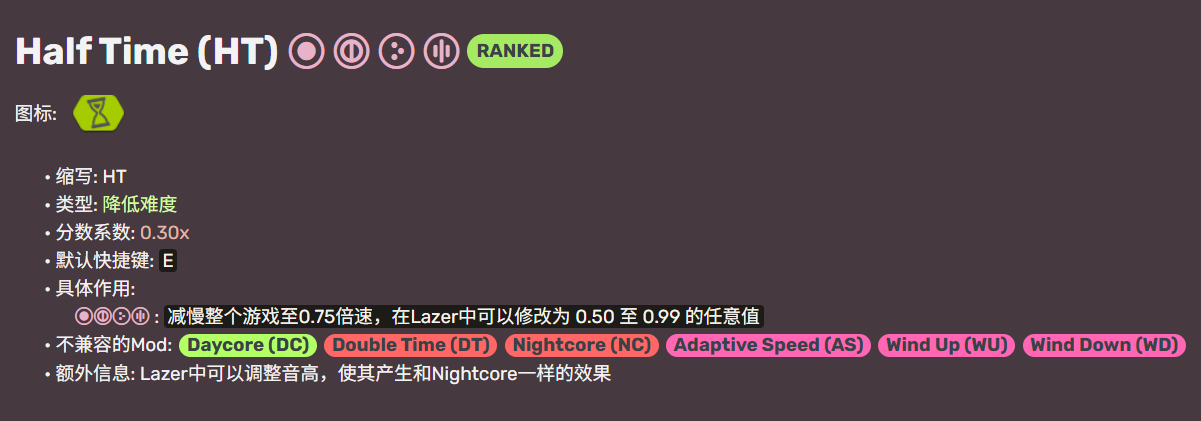 Half Time (HT) RANKED
图标:
• 缩写: HT
• 类型: 降低难度
• 分数系数: 0.30x
• 默认快捷键: E
• 具体作用:
: 减慢整个游戏至0.75倍速，在Lazer中可以修改为 0.50 至 0.99 的任意值
• 不兼容的Mod: Daycore (DC) Double Time (DT) Nightcore (NC) Adaptive Speed (AS) Wind Up (WU) Wind Down (WD)
• 额外信息: Lazer中可以调整音高，使其产生和Nightcore一样的效果